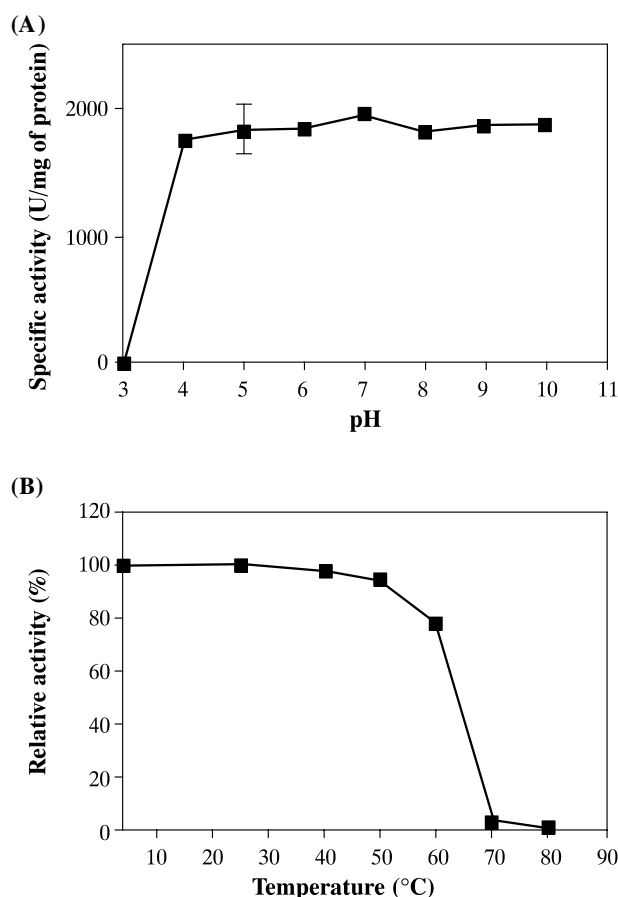 (A)
Specific activity (U/mg of protein)
2000
1000
0
3 4 5 6 7 8 9 10 11
pH
(B)
Relative activity (%)
120
100
80
60
40
20
0
10 20 30 40 50 60 70 80 90
Temperature (°C)